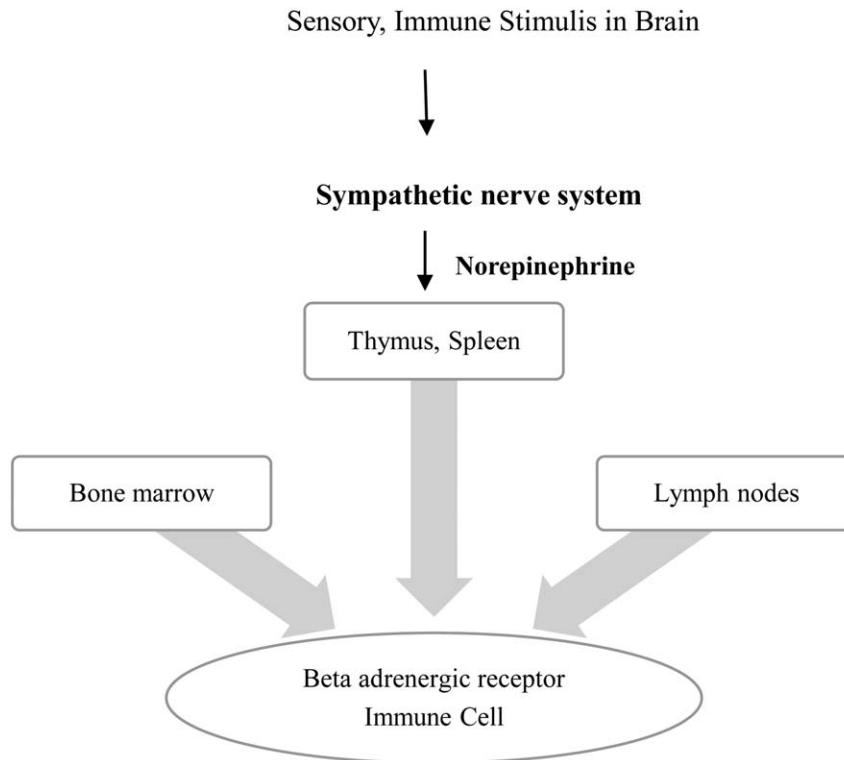 Sensory, Immune Stimulis in Brain
Sympathetic nerve system
Norepinephrine
Thymus, Spleen
Bone marrow
Lymph nodes
Beta adrenergic receptor
Immune Cell